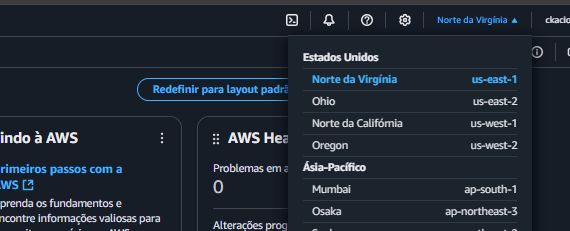 Norte da Virgínia ▲
ckaclo
Estados Unidos
Norte da Virgínia us-east-1
Ohio us-east-2
Norte da Califórnia us-west-1
Oregon us-west-2
Ásia-Pacífico
Mumbai ap-south-1
Osaka ap-northeast-3
Redefinir para layout padrã
indo à AWS
rimeiros passos com a
WS
prenda os fundamentos e
ncontre informações valiosas para
AWS Hea
Problemas em a
0
Alterações prog